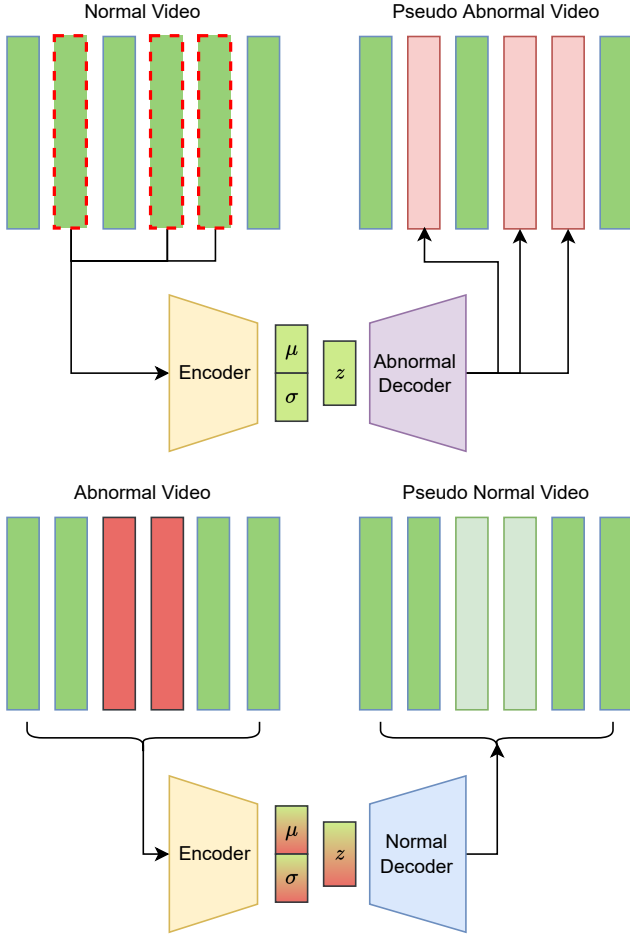 Normal Video
Pseudo Abnormal Video
Encoder
μ
σ
z
Abnormal
Decoder
Abnormal Video
Pseudo Normal Video
Encoder
μ
σ
z
Normal
Decoder